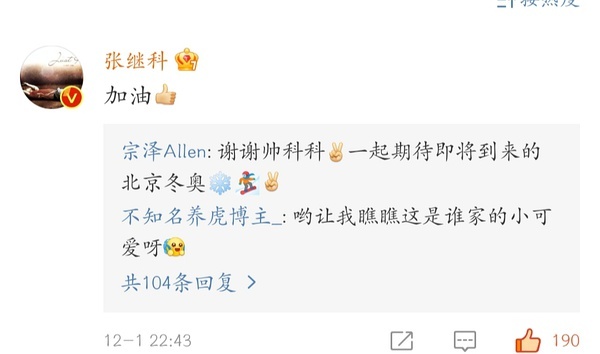 按热度
张继科
加油
宗泽Allen: 谢谢帅科科一起期待即将到来的
北京冬奥
不知名养虎博主_: 哟让我瞧瞧这是谁家的小可
爱呀
共104条回复 >
12-1 22:43
190